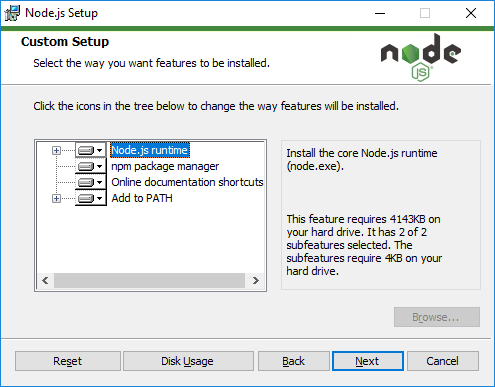 Node.js Setup
Custom Setup
Select the way you want features to be installed.
node
JS
Click the icons in the tree below to change the way features will be installed.
Node.js runtime
npm package manager
Online documentation shortcuts
Add to PATH
Install the core Node.js runtime
(node.exe).
This feature requires 4143KB on
your hard drive. It has 2 of 2
subfeatures selected. The
subfeatures require 4KB on your
hard drive.
Browse...
Reset
Disk Usage
Back
Next
Cancel